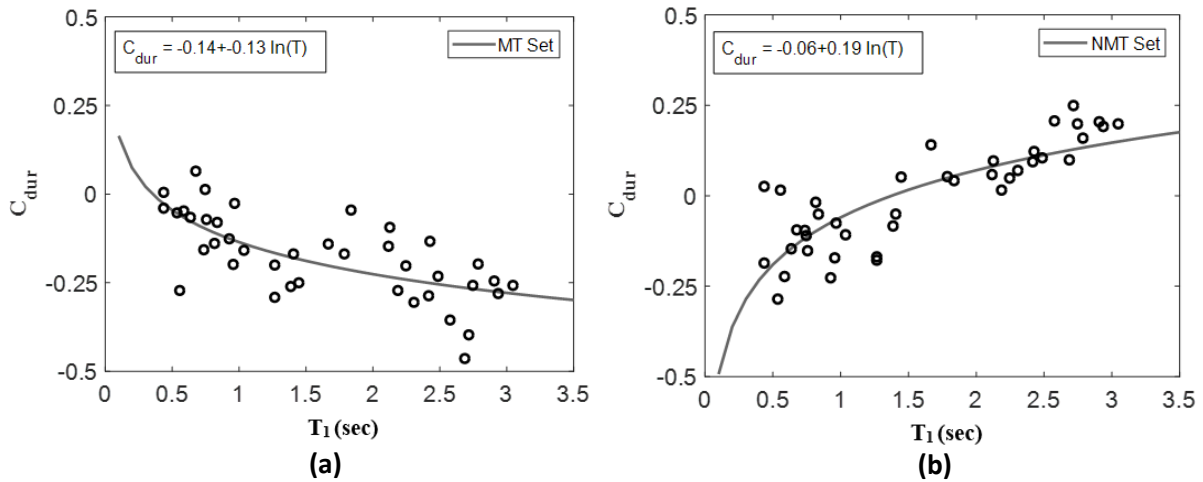 0.5
0.25
0
-0.25
-0.5
C_dur
C_dur = -0.14+-0.13 ln(T)
MT Set
0 0.5 1 1.5 2 2.5 3 3.5
T1 (sec)
(a)
0.5
0.25
0
-0.25
-0.5
C_dur
C_dur = -0.06+0.19 ln(T)
NMT Set
0 0.5 1 1.5 2 2.5 3 3.5
T1 (sec)
(b)